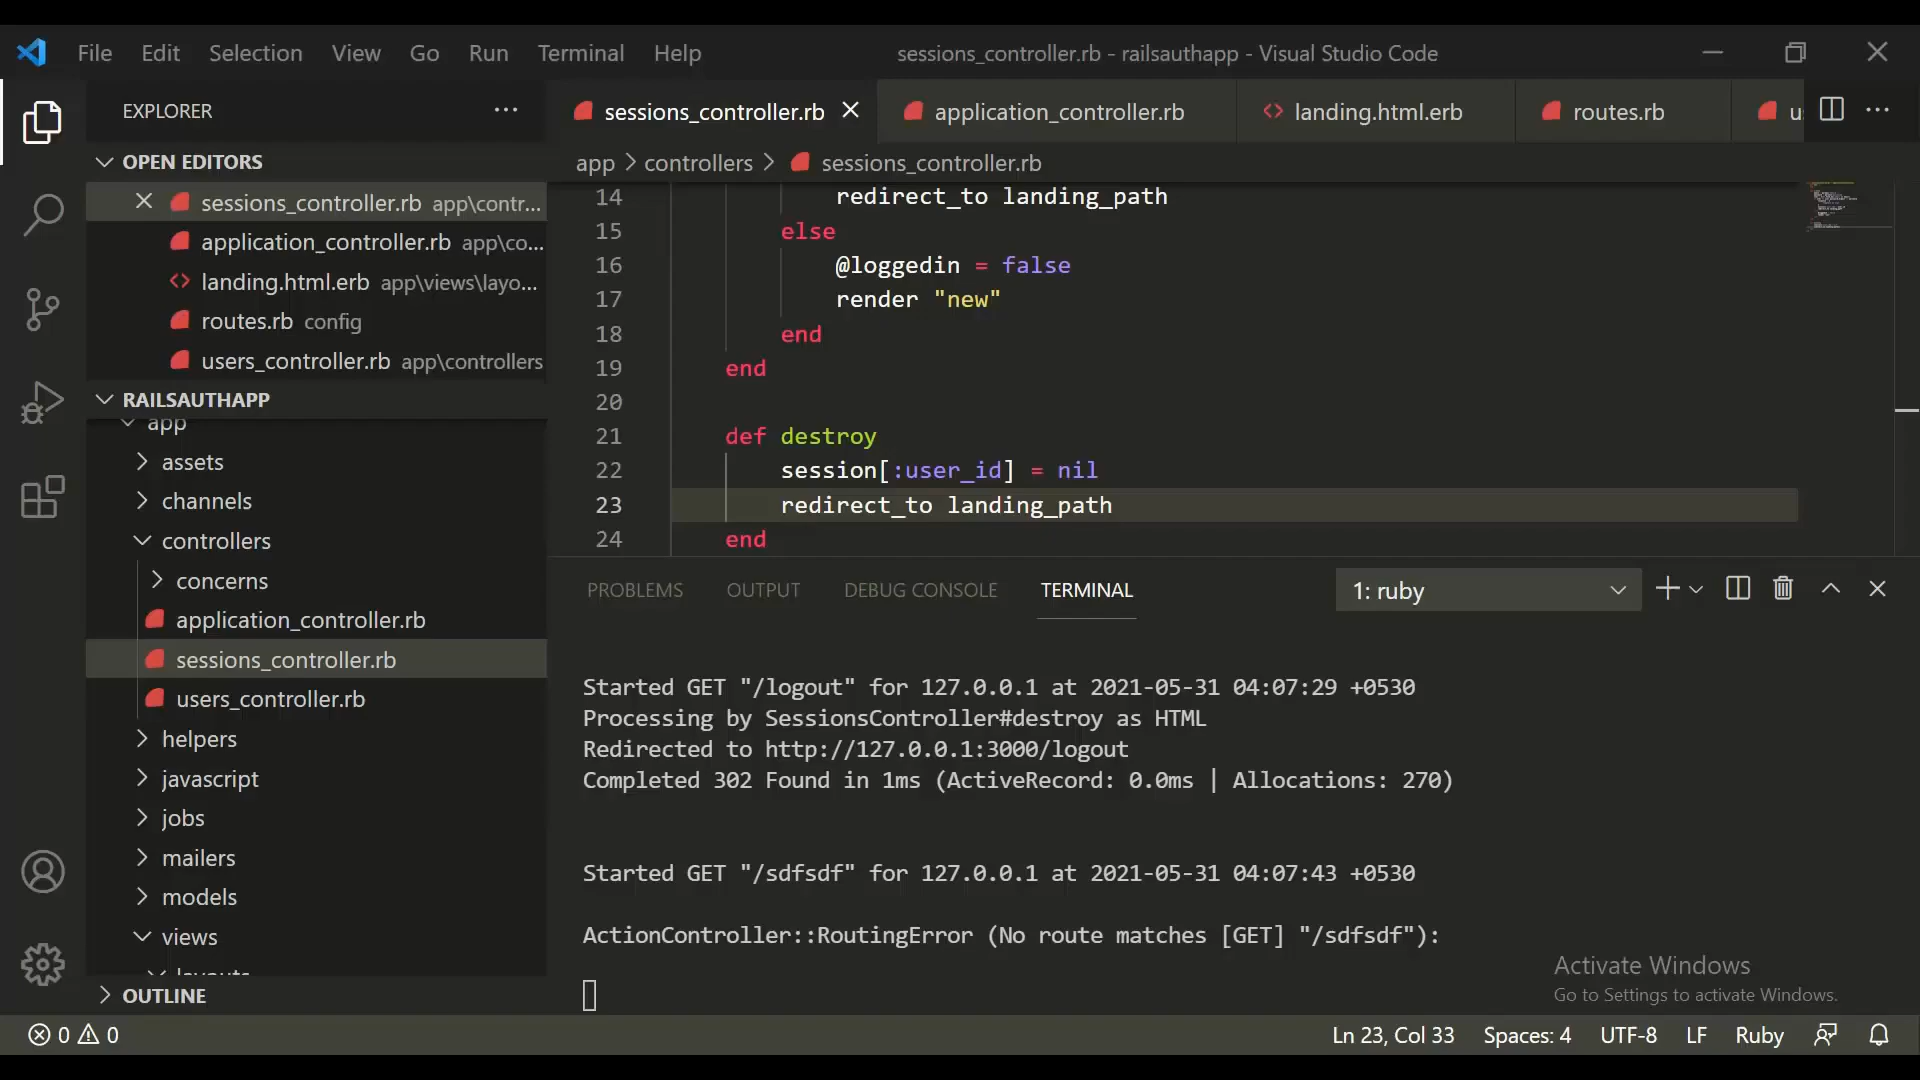 File Edit Selection View Go Run Terminal Help sessions_controller.rb - railsauthapp - Visual Studio Code
EXPLORER
sessions_controller.rb application_controller.rb landing.html.erb routes.rb u
app > controllers > sessions_controller.rb
OPEN EDITORS
sessions_controller.rb app\contr...
application_controller.rb app\co...
landing.html.erb app\views\layo...
routes.rb config
users_controller.rb app\controllers
RAILSAUTHAPP
app
assets
channels
controllers
concerns
application_controller.rb
sessions_controller.rb
users_controller.rb
helpers
javascript
jobs
mailers
models
views
layouts
OUTLINE
14 redirect_to landing_path
15 else
16 @loggedin = false
17 render "new"
18 end
19 end
20
21 def destroy
22 session[:user_id] = nil
23 redirect_to landing_path
24 end
PROBLEMS OUTPUT DEBUG CONSOLE TERMINAL 1: ruby
Started GET "/logout" for 127.0.0.1 at 2021-05-31 04:07:29 +0530
Processing by SessionsController#destroy as HTML
Redirected to http://127.0.0.1:3000/logout
Completed 302 Found in 1ms (ActiveRecord: 0.0ms | Allocations: 270)
Started GET "/sdfsdf" for 127.0.0.1 at 2021-05-31 04:07:43 +0530
ActionController::RoutingError (No route matches [GET] "/sdfsdf"):
Activate Windows
Go to Settings to activate Windows.
0 0 Ln 23, Col 33 Spaces: 4 UTF-8 LF Ruby